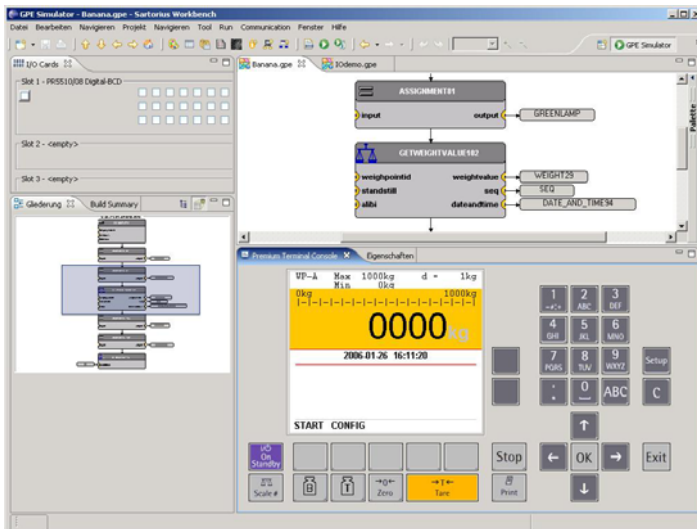 GPE Simulator - Banana.gpe - Sartorius Workbench
Datei Bearbeiten Navigieren Projekt Navigate Tool Run Communication Fenster Hilfe
GPE Simulator
I/O Cards
Slot 1 - PR5510/08 Digital-BCD
Slot 2 - <empty>
Slot 3 - <empty>
Gliederung Build Summary
Banana.gpe IOdemo.gpe
ASSIGNMENT81
input output GREENLAMP
GETWEIGHTVALUE102
weighpointid weightvalue WEIGHT29
standstill seq SEQ
alibi dateandtime DATE_AND_TIME94
Palette
Premium Terminal Console Eigenschaften
WP-A Max 1000kg d = 1kg
Min 0kg
0kg 1000kg
0000kg
2006-01-26 16:11:20
START CONFIG
1 2 ABC 3 DEF
4 GHI 5 JKL 6 MNO
7 PQRS 8 TUV 9 WXYZ Setup
0 ABC C
I/O On Standby
Stop OK Exit
Scale # B T →0← Zero →T← Tare Print